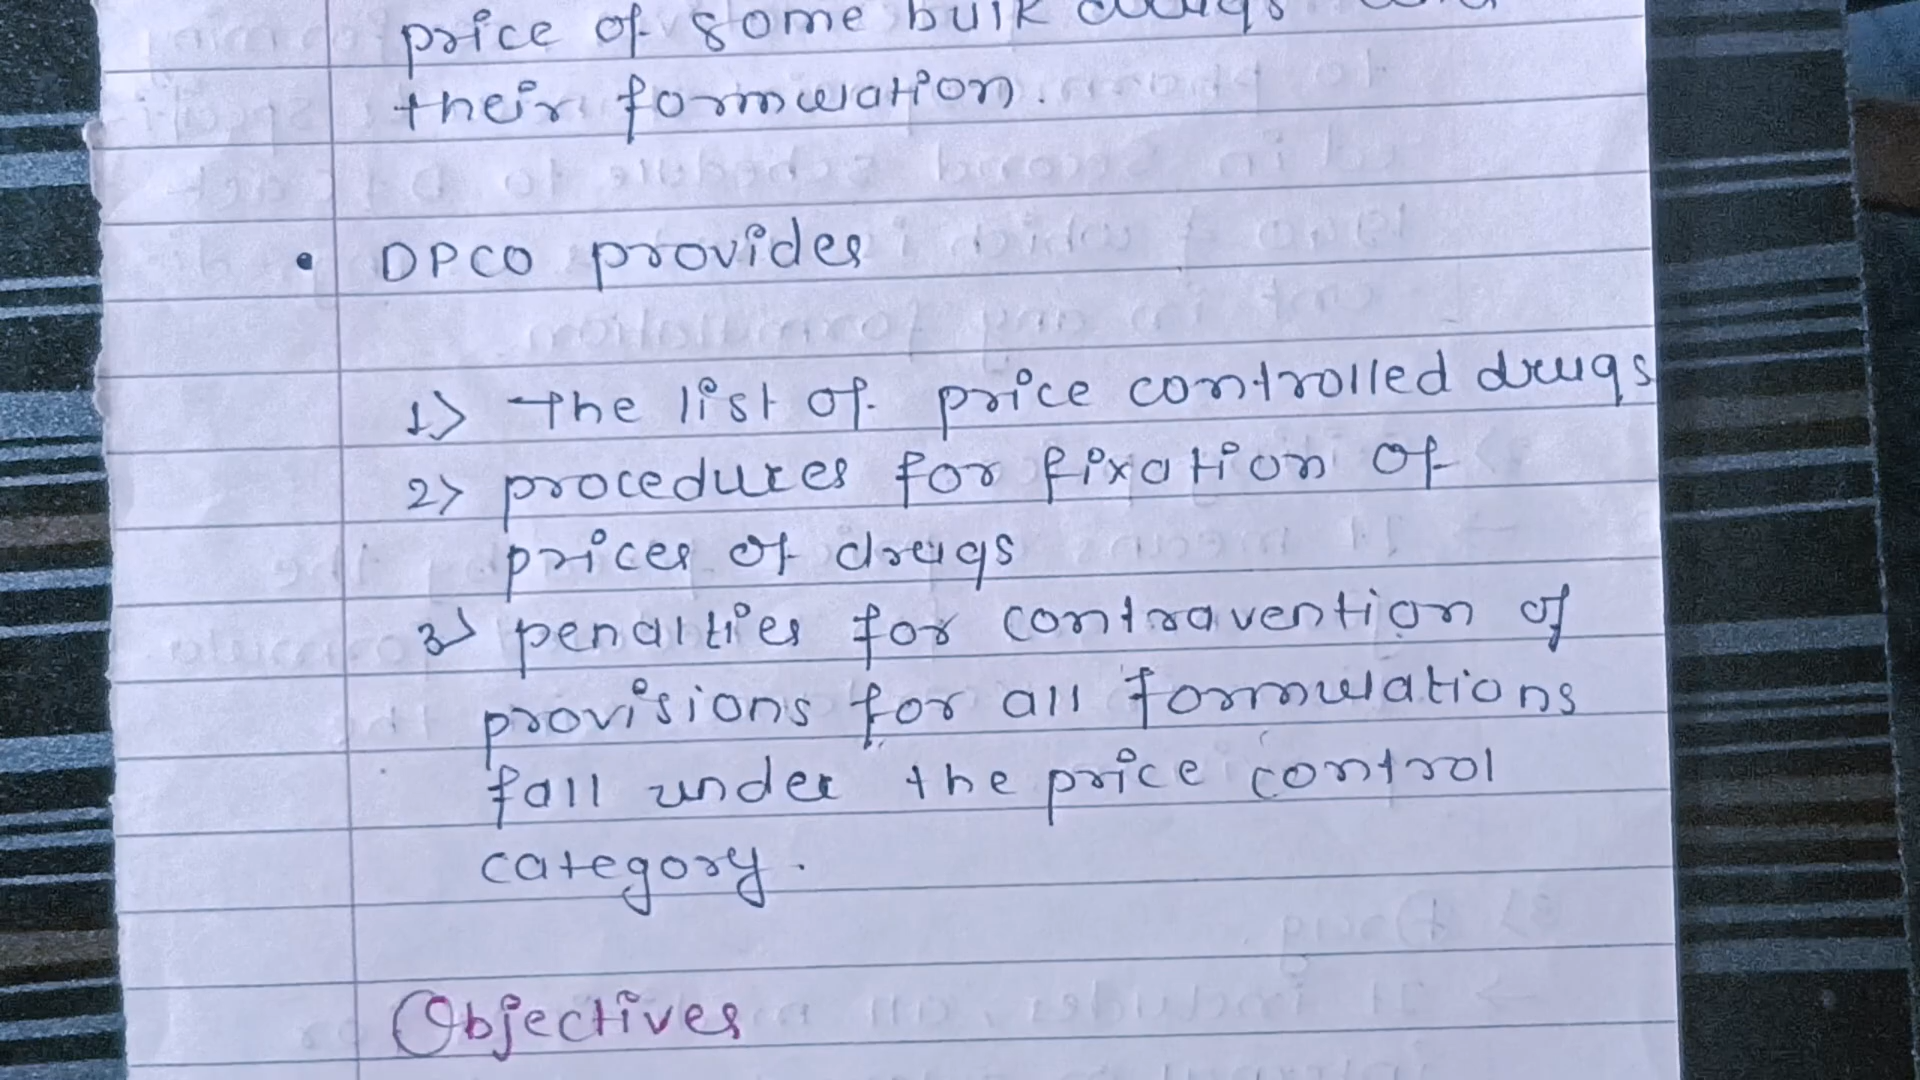 price of some bulk drugs and
their formulation.
• DPCO provides
1> The list of price controlled drugs
2> procedures for fixation of
prices of drugs
3> penalties for contravention of
provisions for all formulations
fall under the price control
category.
Objectives